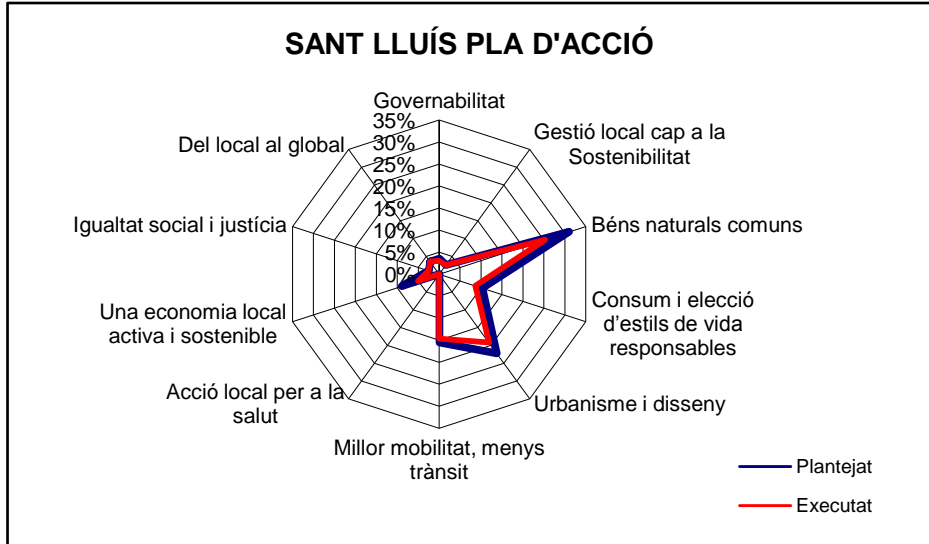 SANT LLUÍS PLA D'ACCIÓ
Governabilitat
35%
30%
25%
20%
15%
10%
5%
0%
Gestió local cap a la
Sostenibilitat
Béns naturals comuns
Consum i elecció
d’estils de vida
responsables
Urbanisme i disseny
Millor mobilitat, menys
trànsit
Acció local per a la
salut
Una economia local
activa i sostenible
Igualtat social i justícia
Del local al global
Plantejat
Executat